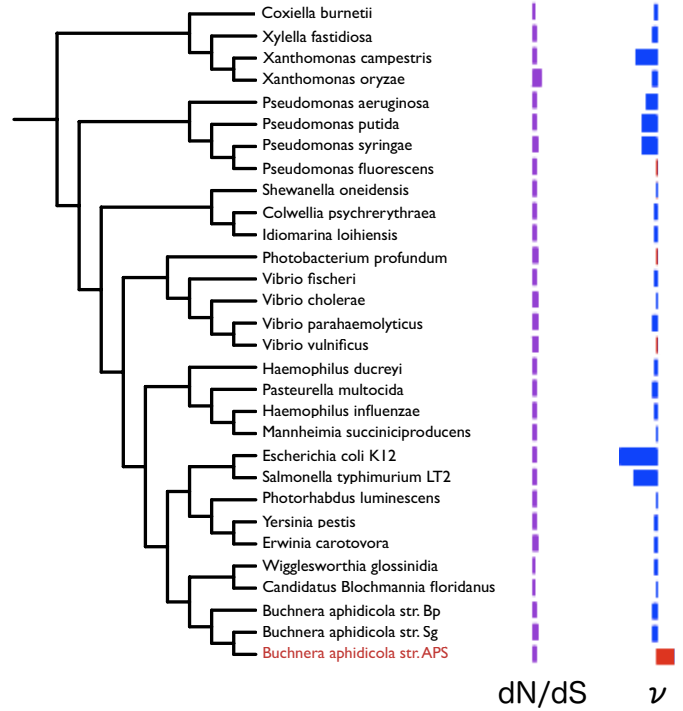 Coxiella burnetii
Xylella fastidiosa
Xanthomonas campestris
Xanthomonas oryzae
Pseudomonas aeruginosa
Pseudomonas putida
Pseudomonas syringae
Pseudomonas fluorescens
Shewanella oneidensis
Colwellia psychrerythraea
Idiomarina loihiensis
Photobacterium profundum
Vibrio fischeri
Vibrio cholerae
Vibrio parahaemolyticus
Vibrio vulnificus
Haemophilus ducreyi
Pasteurella multocida
Haemophilus influenzae
Mannheimia succiniciproducens
Escherichia coli K12
Salmonella typhimurium LT2
Photorhabdus luminescens
Yersinia pestis
Erwinia carotovora
Wigglesworthia glossinidia
Candidatus Blochmannia floridanus
Buchnera aphidicola str. Bp
Buchnera aphidicola str. Sg
Buchnera aphidicola str. APS
dN/dS ν